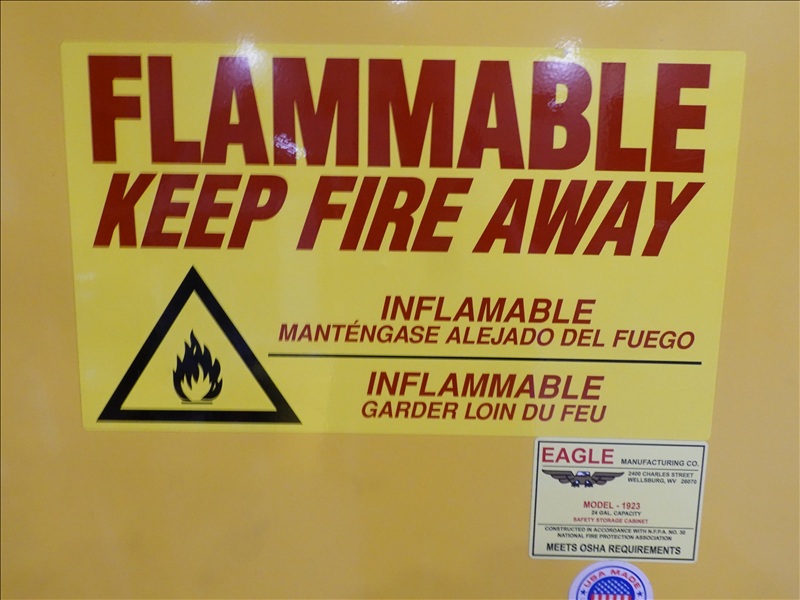 FLAMMABLE
KEEP FIRE AWAY
INFLAMABLE
MANTÉNGASE ALEJADO DEL FUEGO
INFLAMMABLE
GARDER LOIN DU FEU
EAGLE MANUFACTURING CO.
2400 CHARLES STREET
WELLSBURG, WV 26070
MODEL - 1923
24 GAL. CAPACITY
SAFETY STORAGE CABINET
CONSTRUCTED IN ACCORDANCE WITH N.F.P.A. NO. 30
NATIONAL FIRE PROTECTION ASSOCIATION
MEETS OSHA REQUIREMENTS
USA MADE